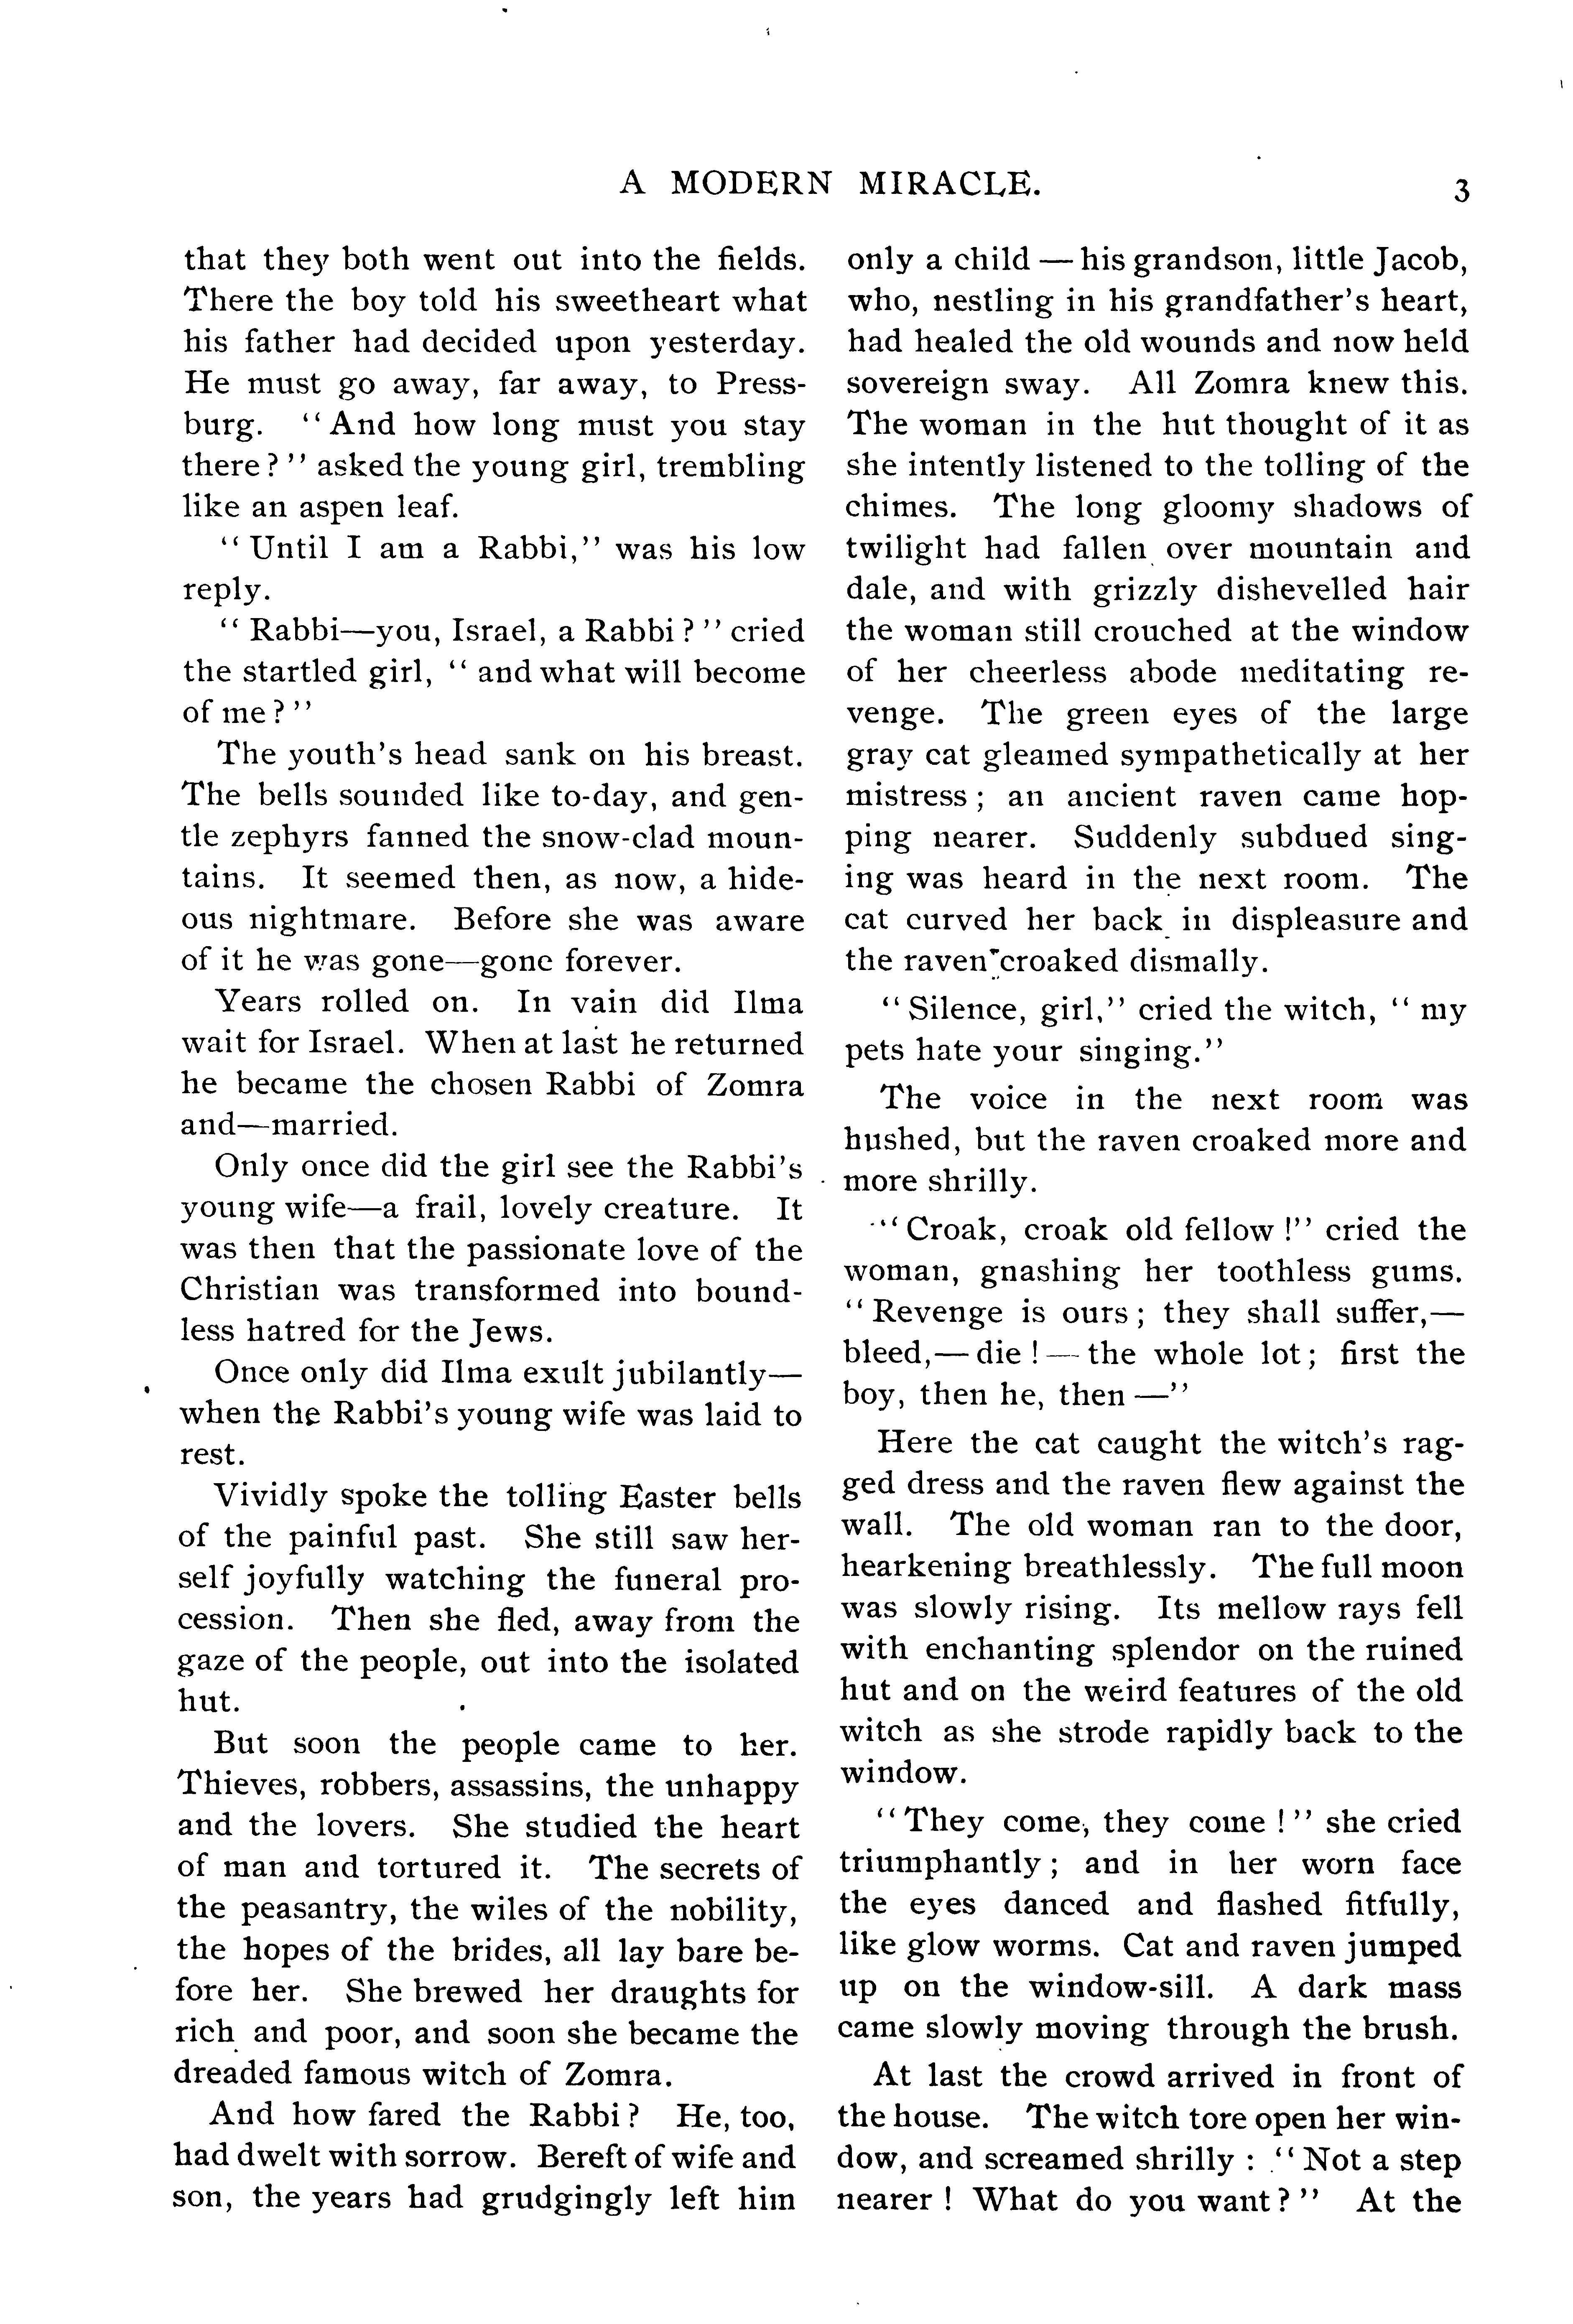 A MODERN MIRACLE.
3
that they both went out into the fields.
There the boy told his sweetheart what
his father had decided upon yesterday.
He must go away, far away, to Press-
burg. "And how long must you stay
there?" asked the young girl, trembling
like an aspen leaf.
"Until I am a Rabbi," was his low
reply.
"Rabbi—you, Israel, a Rabbi?" cried
the startled girl, "and what will become
of me?"
The youth's head sank on his breast.
The bells sounded like to-day, and gen-
tle zephyrs fanned the snow-clad moun-
tains. It seemed then, as now, a hide-
ous nightmare. Before she was aware
of it he was gone—gone forever.
Years rolled on. In vain did Ilma
wait for Israel. When at last he returned
he became the chosen Rabbi of Zomra
and—married.
Only once did the girl see the Rabbi's
young wife—a frail, lovely creature. It
was then that the passionate love of the
Christian was transformed into bound-
less hatred for the Jews.
Once only did Ilma exult jubilantly—
when the Rabbi's young wife was laid to
rest.
Vividly spoke the tolling Easter bells
of the painful past. She still saw her-
self joyfully watching the funeral pro-
cession. Then she fled, away from the
gaze of the people, out into the isolated
hut.
But soon the people came to her.
Thieves, robbers, assassins, the unhappy
and the lovers. She studied the heart
of man and tortured it. The secrets of
the peasantry, the wiles of the nobility,
the hopes of the brides, all lay bare be-
fore her. She brewed her draughts for
rich and poor, and soon she became the
dreaded famous witch of Zomra.
And how fared the Rabbi? He, too,
had dwelt with sorrow. Bereft of wife and
son, the years had grudgingly left him
only a child — his grandson, little Jacob,
who, nestling in his grandfather's heart,
had healed the old wounds and now held
sovereign sway. All Zomra knew this.
The woman in the hut thought of it as
she intently listened to the tolling of the
chimes. The long gloomy shadows of
twilight had fallen over mountain and
dale, and with grizzly dishevelled hair
the woman still crouched at the window
of her cheerless abode meditating re-
venge. The green eyes of the large
gray cat gleamed sympathetically at her
mistress; an ancient raven came hop-
ping nearer. Suddenly subdued sing-
ing was heard in the next room. The
cat curved her back in displeasure and
the raven croaked dismally.
"Silence, girl," cried the witch, "my
pets hate your singing."
The voice in the next room was
hushed, but the raven croaked more and
more shrilly.
"Croak, croak old fellow!" cried the
woman, gnashing her toothless gums.
"Revenge is ours; they shall suffer,—
bleed,— die!— the whole lot; first the
boy, then he, then —"
Here the cat caught the witch's rag-
ged dress and the raven flew against the
wall. The old woman ran to the door,
hearkening breathlessly. The full moon
was slowly rising. Its mellow rays fell
with enchanting splendor on the ruined
hut and on the weird features of the old
witch as she strode rapidly back to the
window.
"They come, they come!" she cried
triumphantly; and in her worn face
the eyes danced and flashed fitfully,
like glow worms. Cat and raven jumped
up on the window-sill. A dark mass
came slowly moving through the brush.
At last the crowd arrived in front of
the house. The witch tore open her win-
dow, and screamed shrilly: "Not a step
nearer! What do you want?" At the